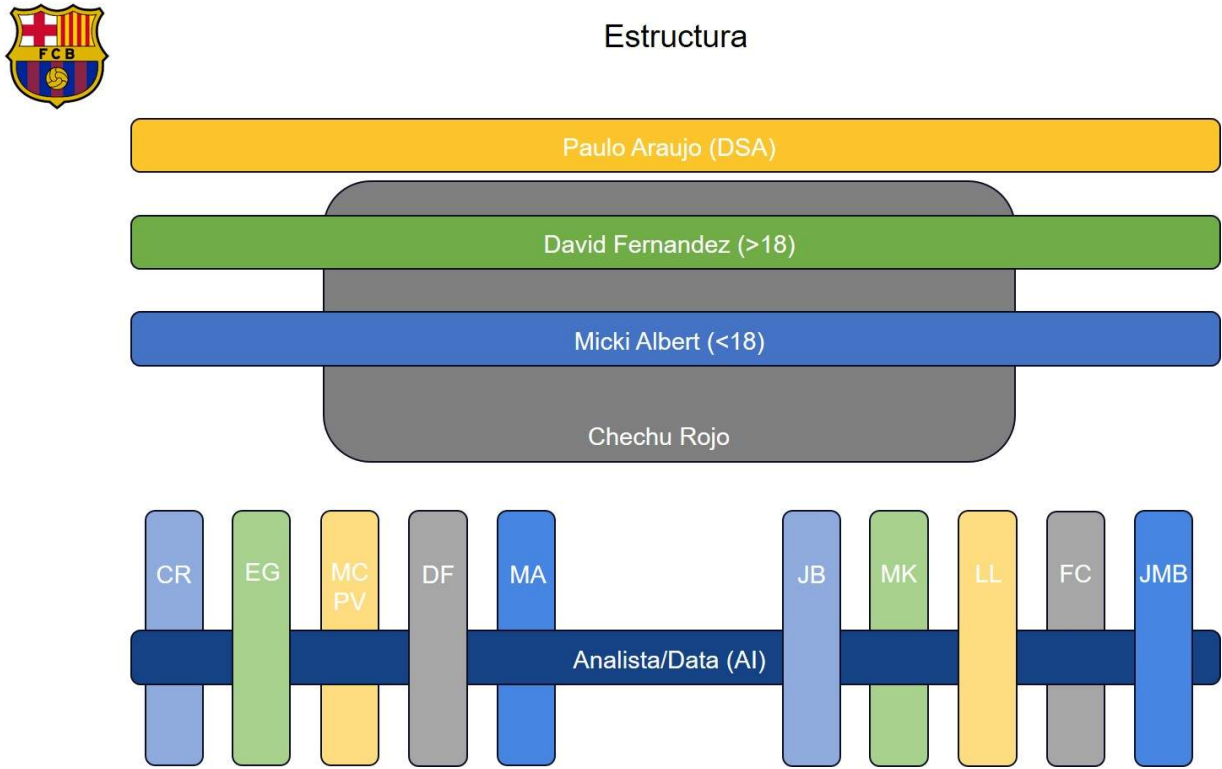 FCB
Estructura
Paulo Araujo (DSA)
David Fernandez (>18)
Micki Albert (<18)
Chechu Rojo
CR
EG
MC
PV
DF
MA
JB
MK
LL
FC
JMB
Analista/Data (AI)